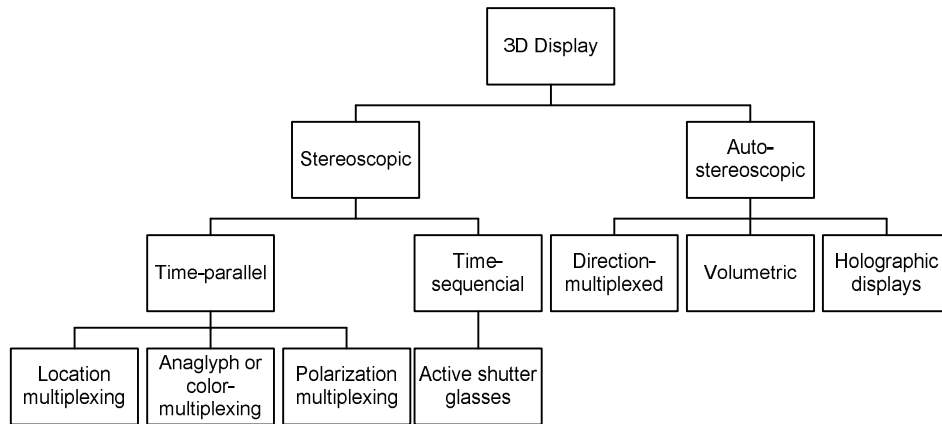 3D Display
Stereoscopic
Auto-
stereoscopic
Time-parallel
Time-
sequencial
Direction-
multiplexed
Volumetric
Holographic
displays
Location
multiplexing
Anaglyph or
color-
multiplexing
Polarization
multiplexing
Active shutter
glasses